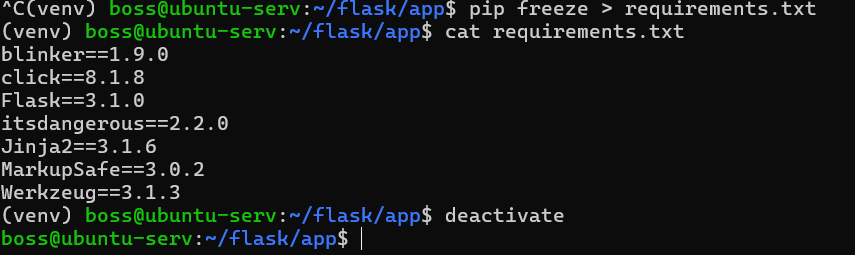 ^C(venv) boss@ubuntu-serv:~/flask/app$ pip freeze > requirements.txt
(venv) boss@ubuntu-serv:~/flask/app$ cat requirements.txt
blinker==1.9.0
click==8.1.8
Flask==3.1.0
itsdangerous==2.2.0
Jinja2==3.1.6
MarkupSafe==3.0.2
Werkzeug==3.1.3
(venv) boss@ubuntu-serv:~/flask/app$ deactivate
boss@ubuntu-serv:~/flask/app$